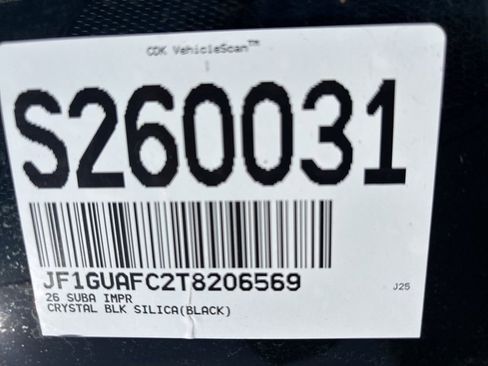 CDK VehicleScan™
S260031
JF1GUAFC2T8206569
26 SUBA IMPR
J25
CRYSTAL BLK SILICA(BLACK)